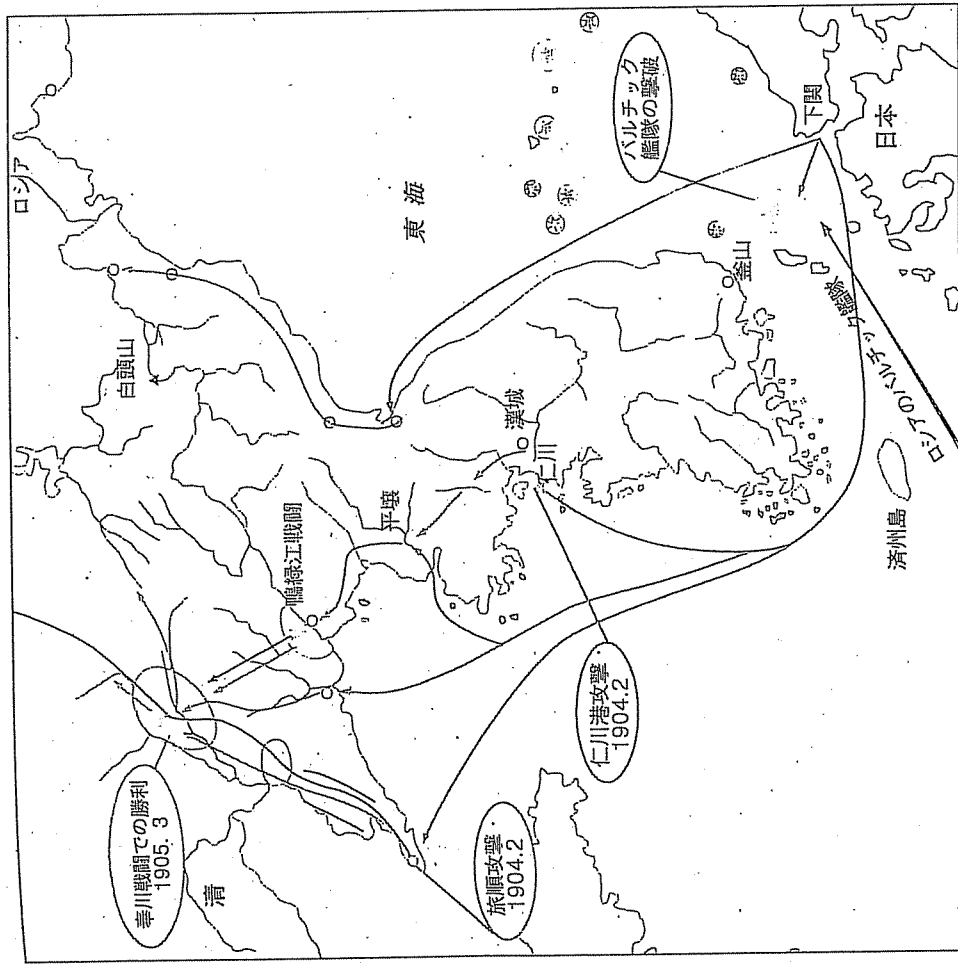 奉川戦闘での勝利
1905. 3
旅順攻撃
1904.2
仁川港攻撃
1904.2
清
鴨緑江戦闘
平壌
仁川
漢城
済州島
白頭山
ロシア
東海
釜山
ロシアのバルチック艦隊
バルチック
艦隊の撃破
下関
日本